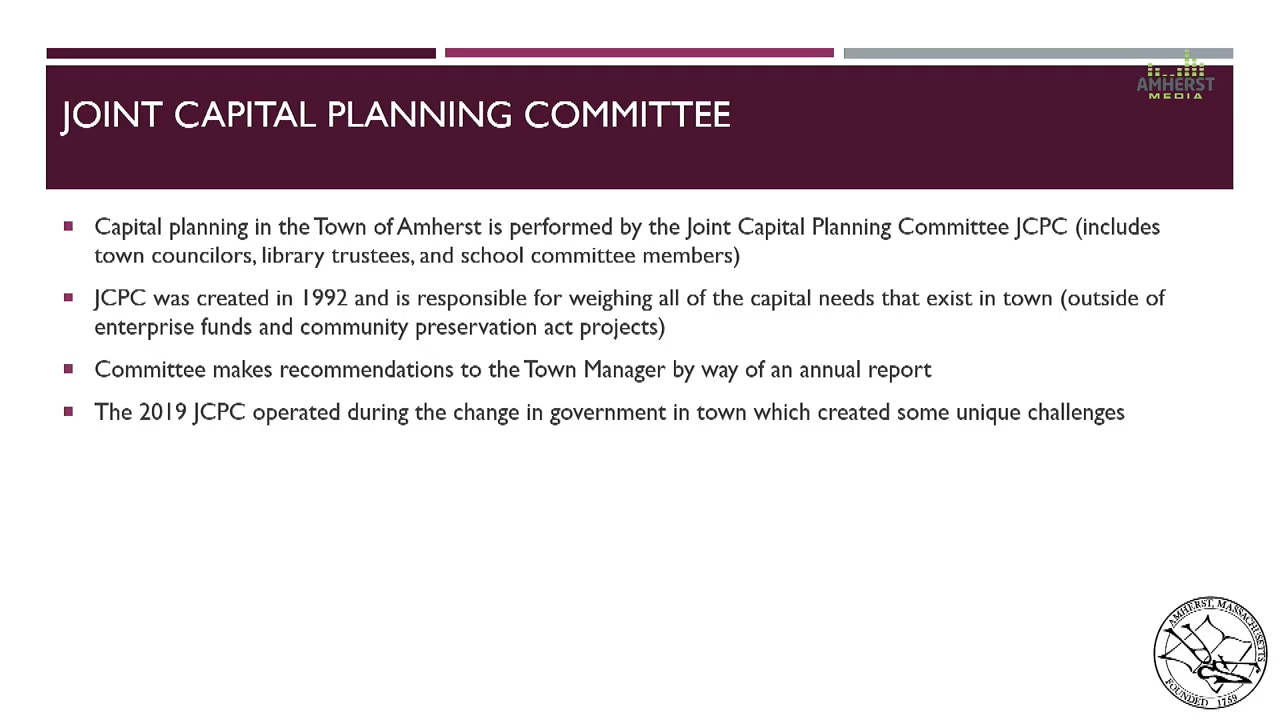 AMHERST
MEDIA
JOINT CAPITAL PLANNING COMMITTEE
Capital planning in the Town of Amherst is performed by the Joint Capital Planning Committee JCPC (includes
town councilors, library trustees, and school committee members)
JCPC was created in 1992 and is responsible for weighing all of the capital needs that exist in town (outside of
enterprise funds and community preservation act projects)
Committee makes recommendations to the Town Manager by way of an annual report
The 2019 JCPC operated during the change in government in town which created some unique challenges
AMHERST, MASSACHUSETTS
FOUNDED 1759